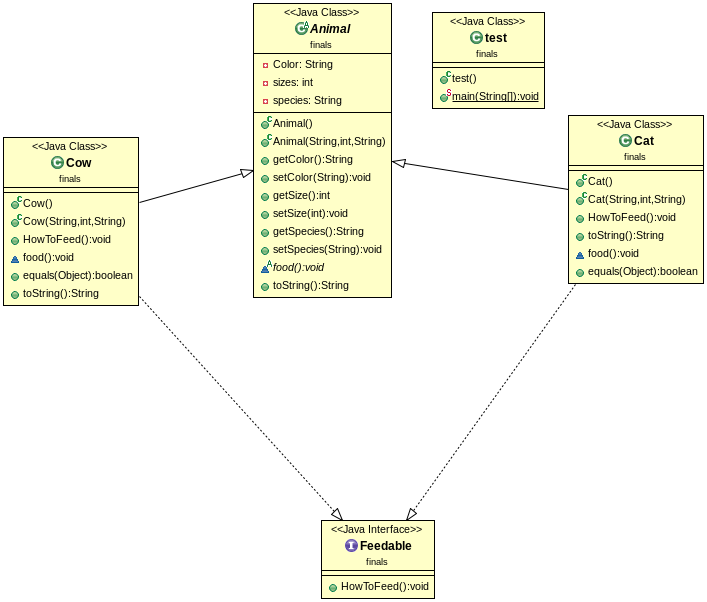 <<Java Class>>
Animal
finals
Color: String
sizes: int
species: String
Animal()
Animal(String,int,String)
getColor():String
setColor(String):void
getSize():int
setSize(int):void
getSpecies():String
setSpecies(String):void
food():void
toString():String
<<Java Class>>
test
finals
test()
main(String[]):void
<<Java Class>>
Cow
finals
Cow()
Cow(String,int,String)
HowToFeed():void
food():void
equals(Object):boolean
toString():String
<<Java Class>>
Cat
finals
Cat()
Cat(String,int,String)
HowToFeed():void
toString():String
food():void
equals(Object):boolean
<<Java Interface>>
Feedable
finals
HowToFeed():void